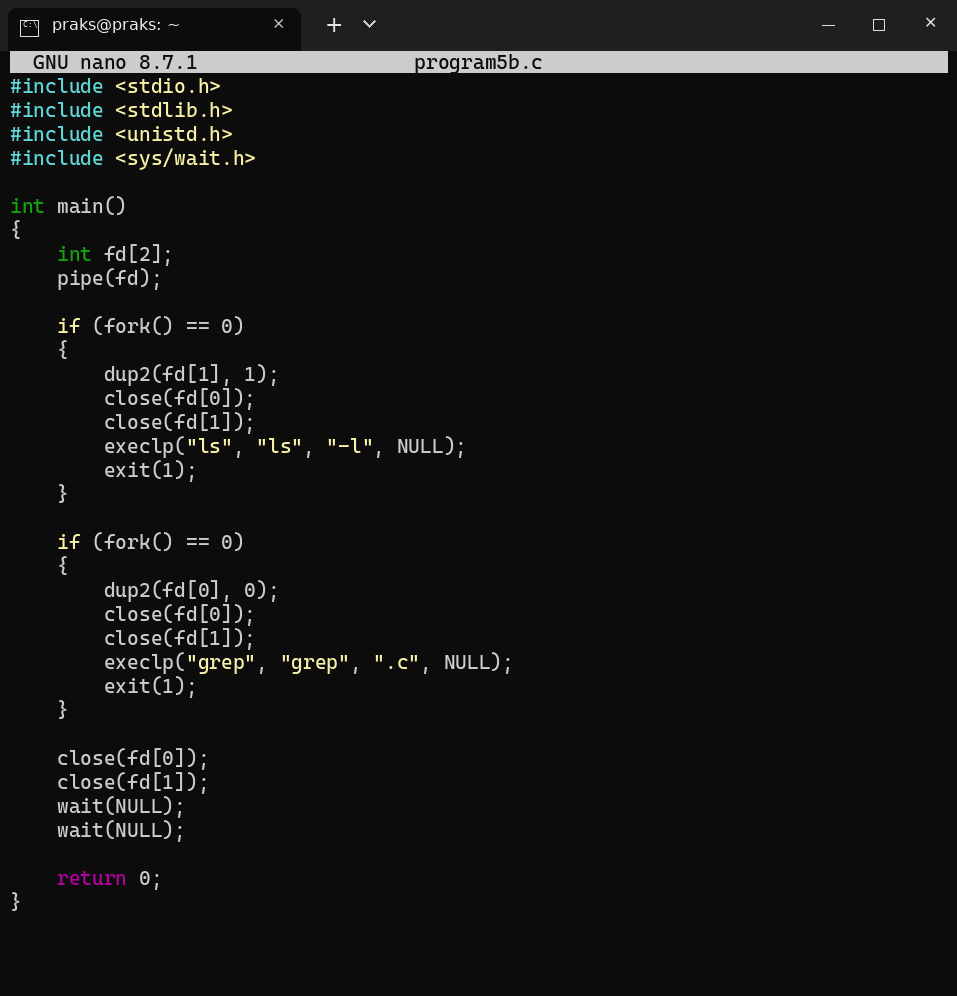 praks@praks: ~
GNU nano 8.7.1 program5b.c
#include <stdio.h>
#include <stdlib.h>
#include <unistd.h>
#include <sys/wait.h>

int main()
{
    int fd[2];
    pipe(fd);

    if (fork() == 0)
    {
        dup2(fd[1], 1);
        close(fd[0]);
        close(fd[1]);
        execlp("ls", "ls", "-l", NULL);
        exit(1);
    }

    if (fork() == 0)
    {
        dup2(fd[0], 0);
        close(fd[0]);
        close(fd[1]);
        execlp("grep", "grep", ".c", NULL);
        exit(1);
    }

    close(fd[0]);
    close(fd[1]);
    wait(NULL);
    wait(NULL);

    return 0;
}